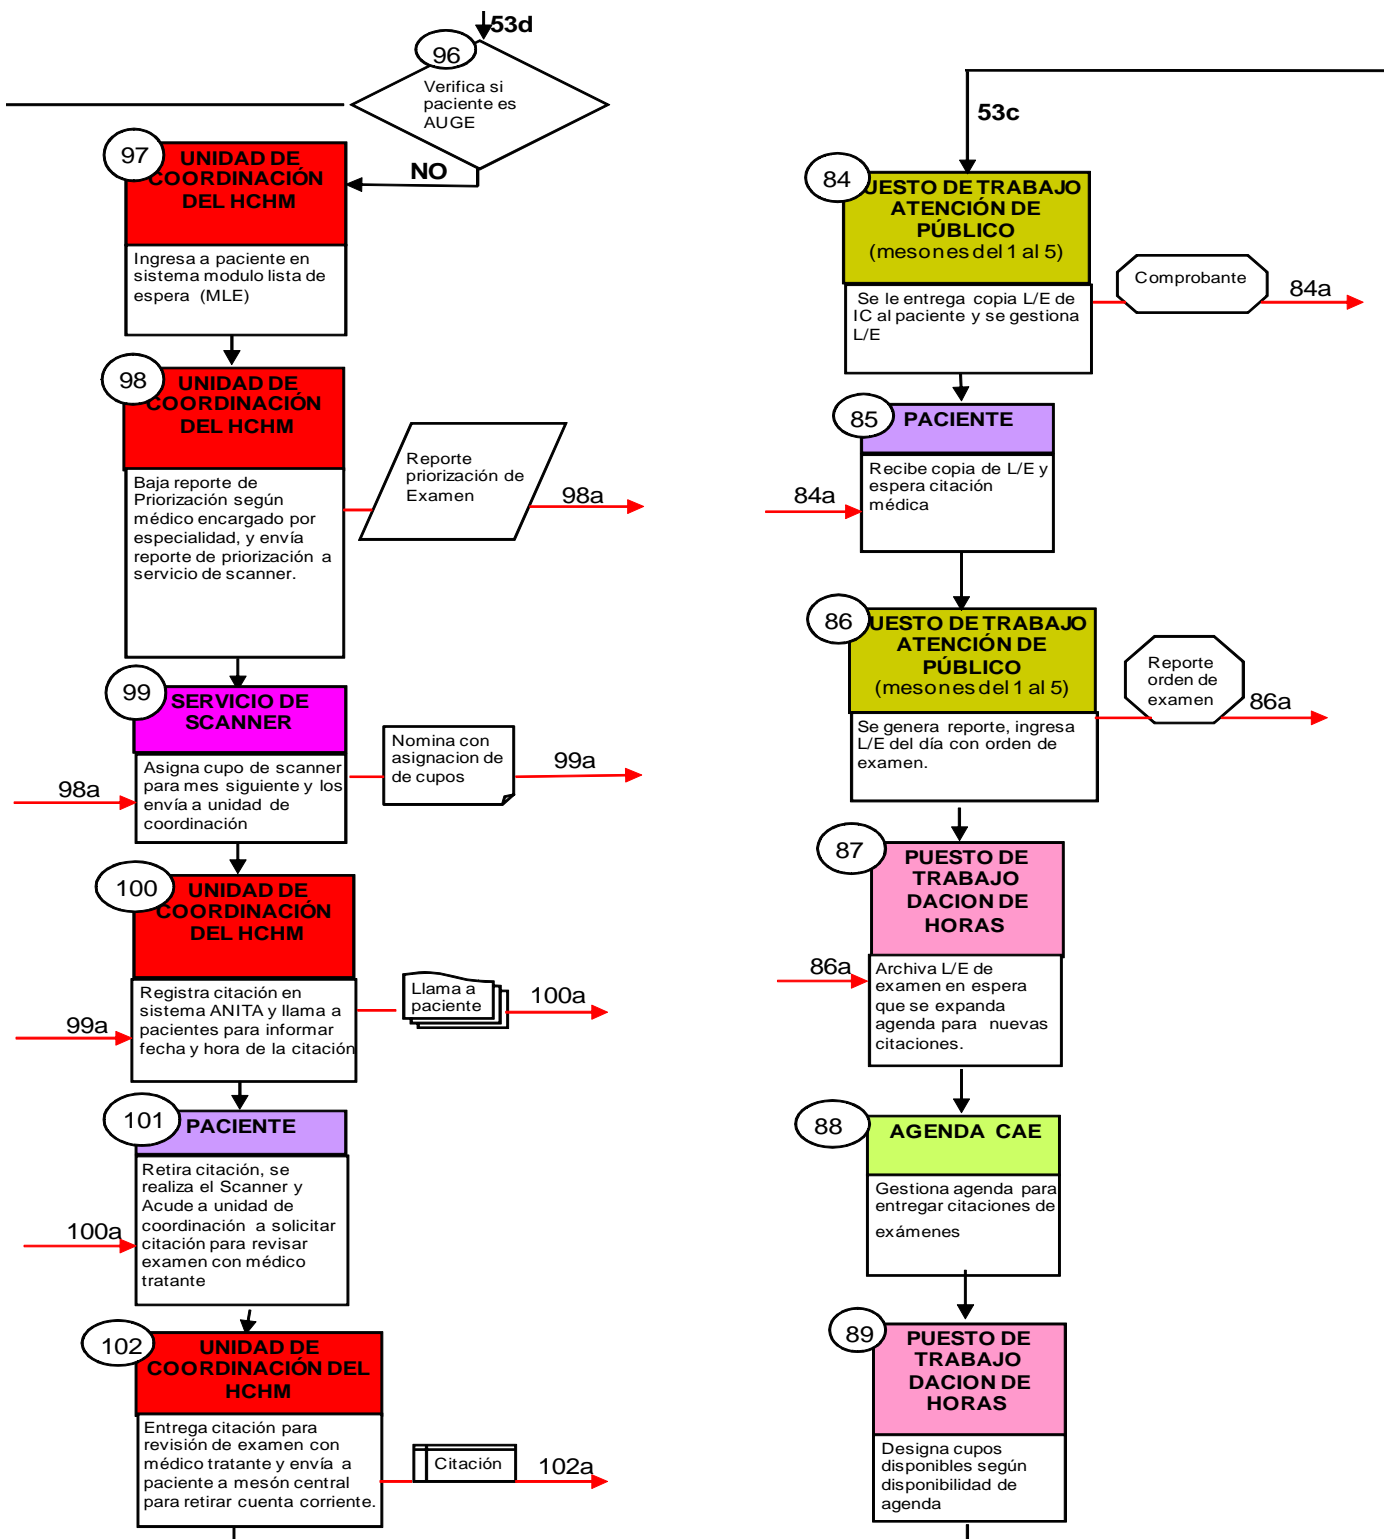 53d
96
Verifica si
paciente es
AUGE
NO
97
UNIDAD DE
COORDINACIÓN
DEL HCHM
Ingresa a paciente en
sistema modulo lista de
espera (MLE)
98
UNIDAD DE
COORDINACIÓN
DEL HCHM
Baja reporte de
Priorización según
médico encargado por
especialidad, y envía
reporte de priorización a
servicio de scanner.
Reporte
priorización de
Examen
98a
99
SERVICIO DE
SCANNER
98a
Asigna cupo de scanner
para mes siguiente y los
envía a unidad de
coordinación
Nomina con
asignacion de
de cupos
99a
100
UNIDAD DE
COORDINACIÓN
DEL HCHM
99a
Registra citación en
sistema ANITA y llama a
pacientes para informar
fecha y hora de la citación
Llama a
paciente
100a
101
PACIENTE
100a
Retira citación, se
realiza el Scanner y
Acude a unidad de
coordinación a solicitar
citación para revisar
examen con médico
tratante
102
UNIDAD DE
COORDINACIÓN DEL
HCHM
Entrega citación para
revisión de examen con
médico tratante y envía a
paciente a mesón central
para retirar cuenta corriente.
Citación
102a
53c
84
UESTO DE TRABAJO
ATENCIÓN DE
PÚBLICO
(mesones del 1 al 5)
Se le entrega copia L/E de
IC al paciente y se gestiona
L/E
Comprobante
84a
85
PACIENTE
84a
Recibe copia de L/E y
espera citación
médica
86
UESTO DE TRABAJO
ATENCIÓN DE
PÚBLICO
(mesones del 1 al 5)
Se genera reporte, ingresa
L/E del día con orden de
examen.
Reporte
orden de
examen
86a
87
PUESTO DE
TRABAJO
DACION DE
HORAS
86a
Archiva L/E de
examen en espera
que se expanda
agenda para nuevas
citaciones.
88
AGENDA CAE
Gestiona agenda para
entregar citaciones de
exámenes
89
PUESTO DE
TRABAJO
DACION DE
HORAS
Designa cupos
disponibles según
disponibilidad de
agenda